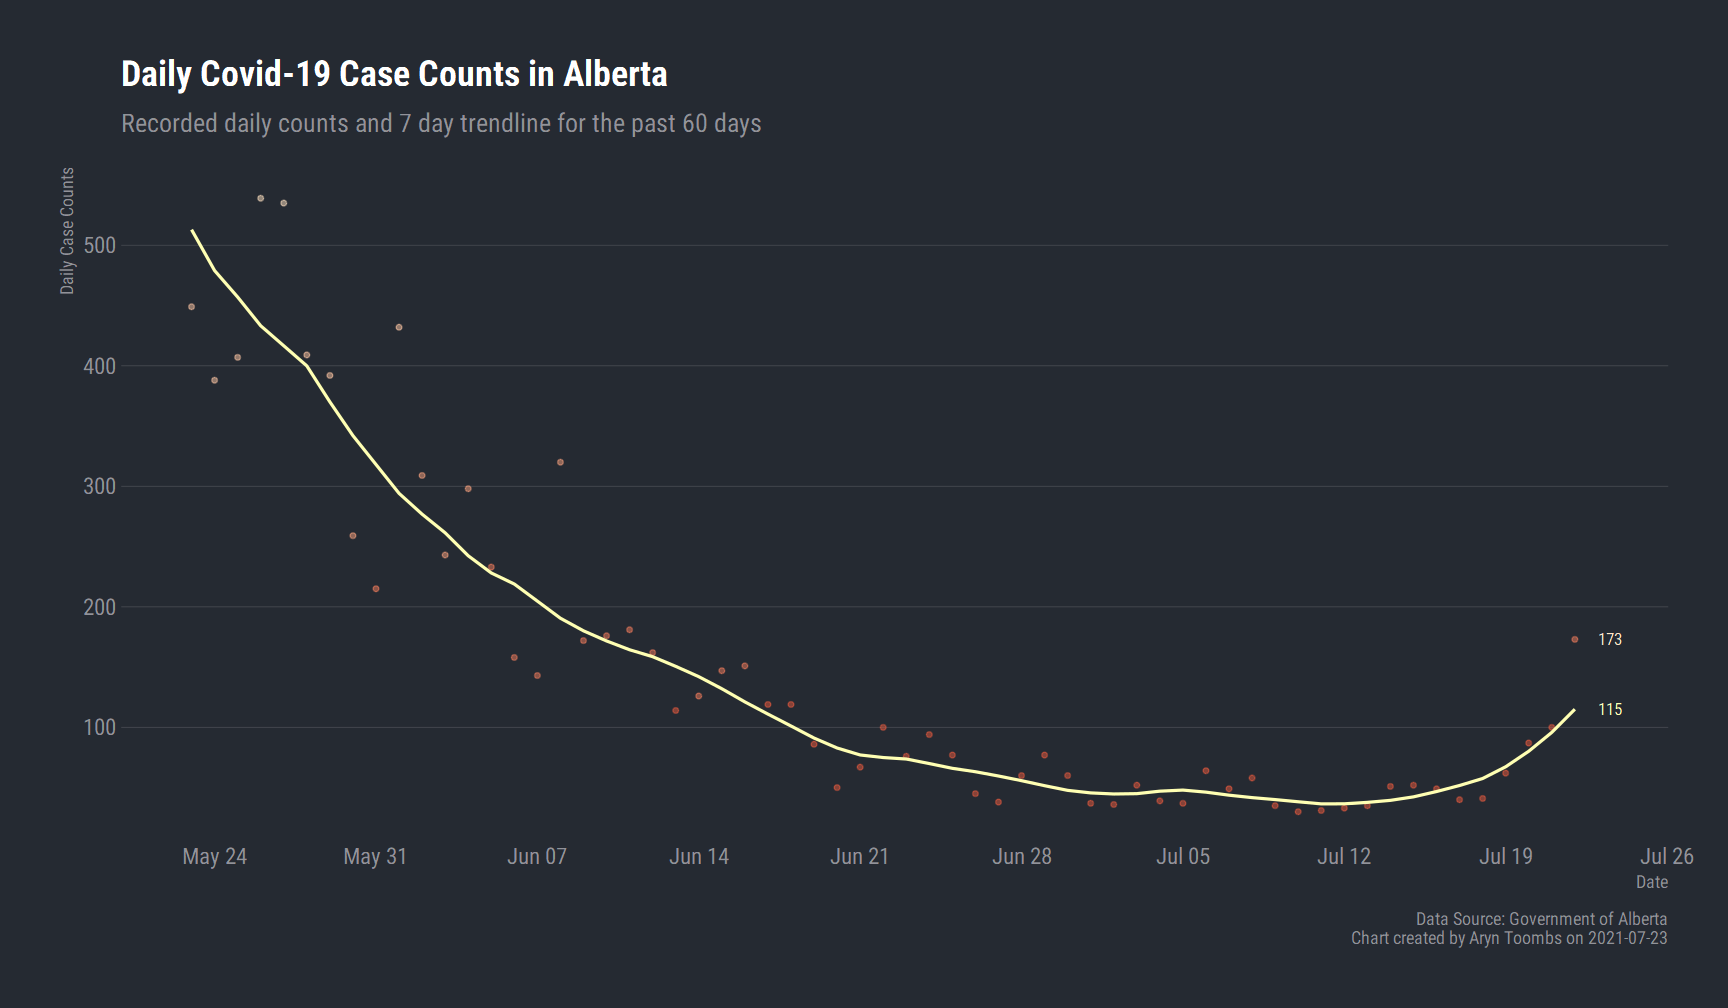 Daily Covid-19 Case Counts in Alberta
Recorded daily counts and 7 day trendline for the past 60 days
Daily Case Counts
500
400
300
200
100
173
115
May 24
May 31
Jun 07
Jun 14
Jun 21
Jun 28
Jul 05
Jul 12
Jul 19
Jul 26
Date
Data Source: Government of Alberta
Chart created by Aryn Toombs on 2021-07-23